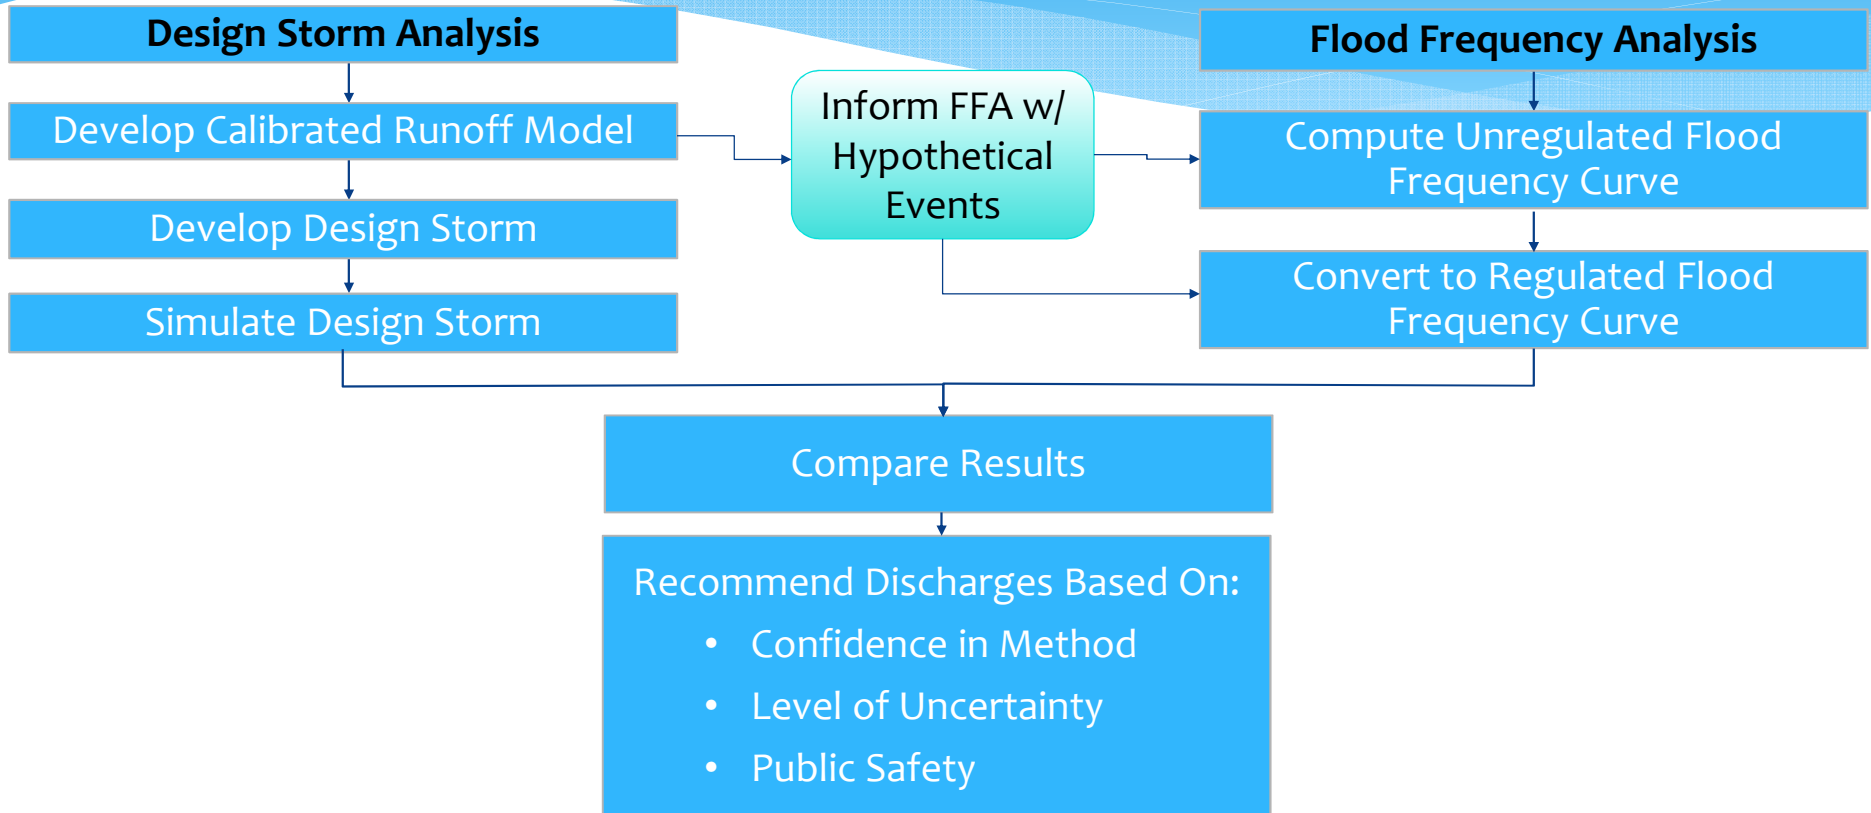 Design Storm Analysis
Develop Calibrated Runoff Model
Develop Design Storm
Simulate Design Storm
Inform FFA w/
Hypothetical
Events
Flood Frequency Analysis
Compute Unregulated Flood
Frequency Curve
Convert to Regulated Flood
Frequency Curve
Compare Results
Recommend Discharges Based On:
• Confidence in Method
• Level of Uncertainty
• Public Safety